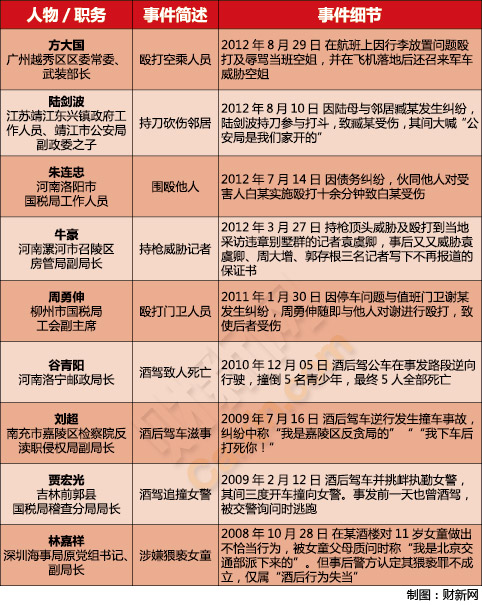 人物 / 职务 事件简述 事件细节
方大国
广州越秀区区委常委、
武装部长
殴打空乘人员
2012 年 8 月 29 日 在航班上因行李放置问题殴
打及辱骂当班空姐，并在飞机落地后还召来军车
威胁空姐
陆剑波
江苏靖江东兴镇政府工
作人员、靖江市公安局
副政委之子
持刀砍伤邻居
2012 年 8 月 10 日 因陆母与邻居臧某发生纠纷，
陆剑波持刀参与打斗，致臧某受伤，其间大喊“公
安局是我们家开的”
朱连忠
河南洛阳市
国税局工作人员
围殴他人
2012 年 7 月 14 日 因债务纠纷，伙同他人对受
害人白某实施殴打十余分钟致白某受伤
牛豪
河南漯河市召陵区
房管局副局长
持枪威胁记者
2012 年 3 月 27 日 持枪顶头威胁及殴打到当地
采访违章别墅群的记者袁虞卿，事后又又威胁袁
虞卿、周大增、郭存根三名记者写下不再报道的
保证书
周勇伸
柳州市国税局
工会副主席
殴打门卫人员
2011 年 1 月 30 日 因停车问题与值班门卫谢某
发生纠纷，周勇伸随即与他人对谢进行殴打，致
使后者受伤
谷青阳
河南洛宁邮政局长
酒驾致人死亡
2010 年 12 月 05 日 酒后驾公车在事发路段逆向
行驶，撞倒 5 名青少年，最终 5 人全部死亡
刘超
南充市嘉陵区检察院反
渎职侵权局副局长
酒后驾车滋事
2009 年 7 月 16 日 酒后驾车逆行发生撞车事故，
纠纷中称“我是嘉陵区反贪局的” “我下车后
打死你！”
贾宏光
吉林前郭县
国税局稽查分局局长
酒驾追撞女警
2009 年 2 月 12 日 酒后驾车并挑衅执勤女警，
其间三度开车撞向女警。事发前一天也曾酒驾，
被交警询问时逃跑
林嘉祥
深圳海事局原党组书记、
副局长
涉嫌猥亵女童
2008 年 10 月 28 日 在某酒楼对 11 岁女童做出
不恰当行为，被女童父母质问时称“我是北京交
通部派下来的”。但事后警方认定其猥亵罪不成
立，仅属“酒后行为失当”
制图：财新网